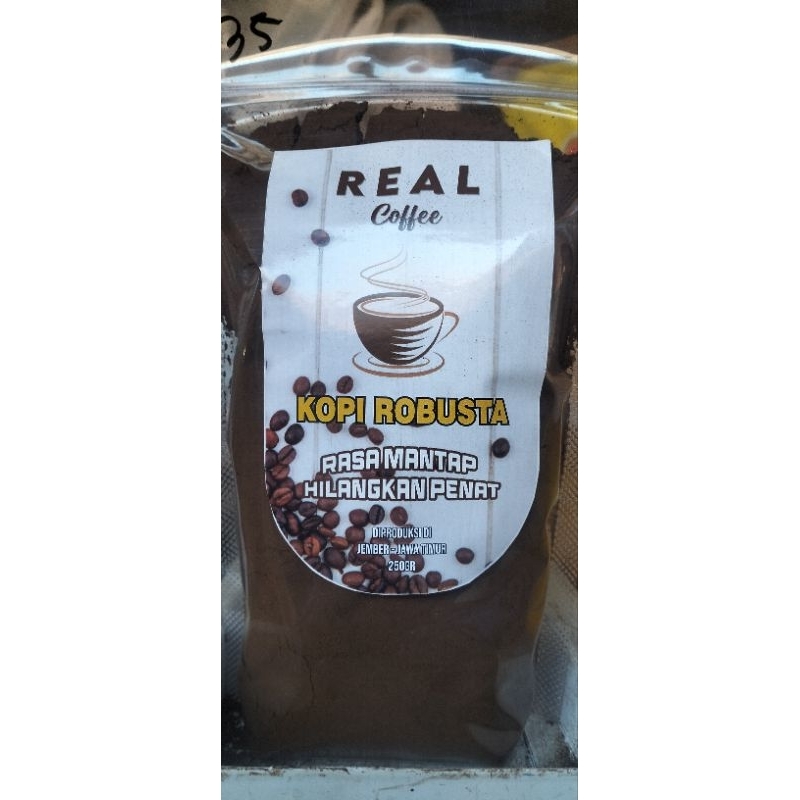 35
REAL
Coffee
KOPI ROBUSTA
RASA MANTAP
HILANGKAN PENAT
DIPRODUKSI DI
JEMBER - JAWA TIMUR
250GR